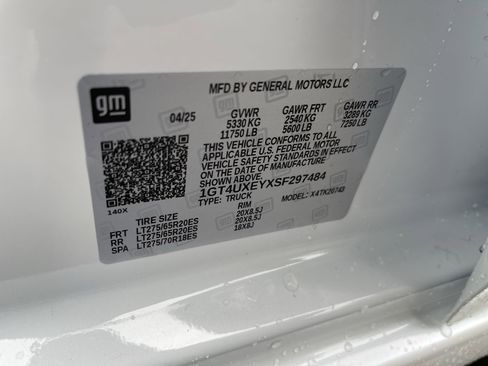 gm
MFD BY GENERAL MOTORS LLC
04/25 GVWR GAWR FRT GAWR RR
5330 KG 2540 KG 3289 KG
11750 LB 5600 LB 7250 LB
THIS VEHICLE CONFORMS TO ALL
APPLICABLE U.S. FEDERAL MOTOR
VEHICLE SAFETY STANDARDS IN
EFFECT ON THE DATE OF
MANUFACTURE SHOWN ABOVE.
1GT4UXEYXSF297484
140X TYPE: TRUCK MODEL: X4TK20743
TIRE SIZE RIM
FRT LT275/65R20ES 20X8.5J
RR LT275/65R20ES 20X8.5J
SPA LT275/70R18ES 18X8J